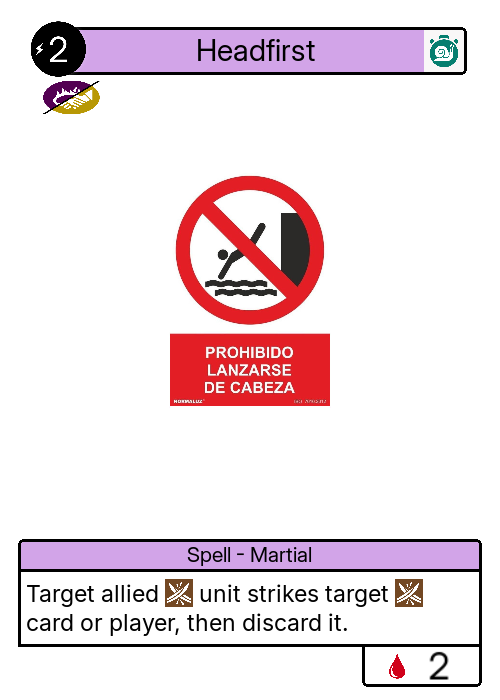 2
Headfirst
PROHIBIDO
LANZARSE
DE CABEZA
NORMALUZ
Spell - Martial
Target allied unit strikes target
card or player, then discard it.
2